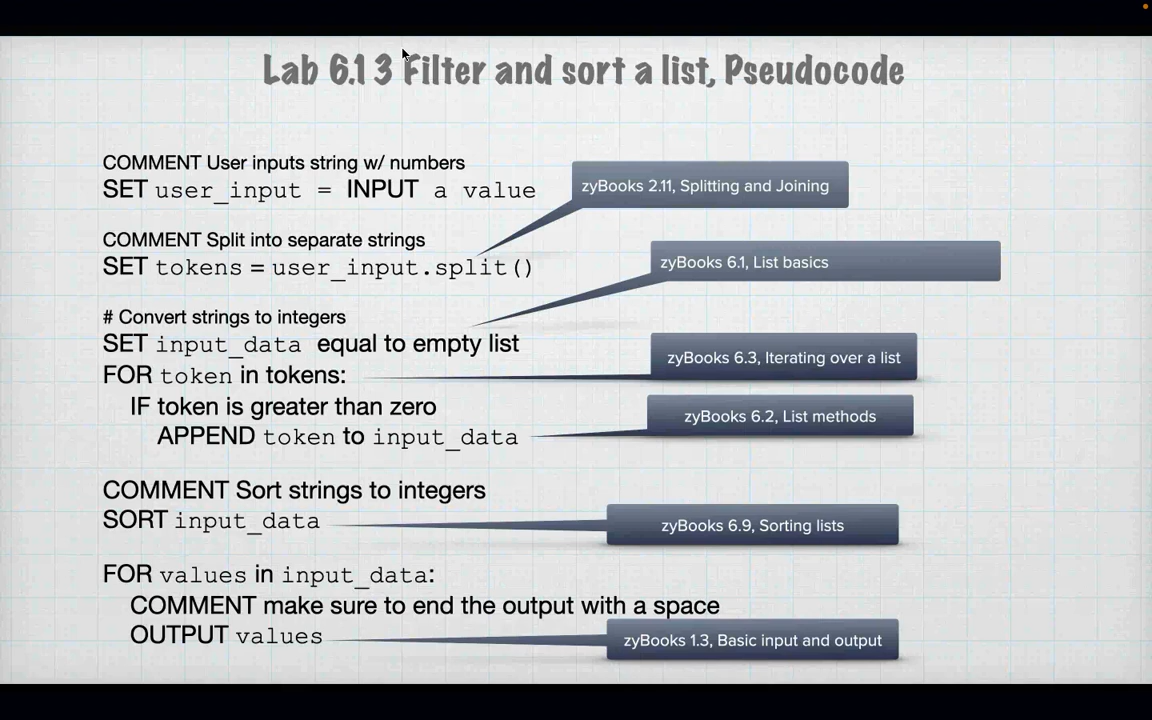 Lab 6.13 Filter and sort a list, Pseudocode
COMMENT User inputs string w/ numbers
SET user_input = INPUT a value
zyBooks 2.11, Splitting and Joining
COMMENT Split into separate strings
SET tokens = user_input.split()
zyBooks 6.1, List basics
# Convert strings to integers
SET input_data equal to empty list
FOR token in tokens:
zyBooks 6.3, Iterating over a list
IF token is greater than zero
APPEND token to input_data
zyBooks 6.2, List methods
COMMENT Sort strings to integers
SORT input_data
zyBooks 6.9, Sorting lists
FOR values in input_data:
COMMENT make sure to end the output with a space
OUTPUT values
zyBooks 1.3, Basic input and output